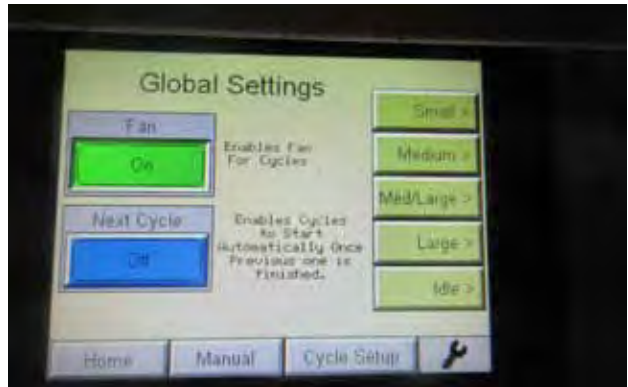 Global Settings
Fan
On
Enables Fan
For Cycles
Next Cycle
Off
Enables Cycles
to Start
Automatically Once
Previous one is
finished.
Small >
Medium >
Med/Large >
Large >
Idle >
Home
Manual
Cycle Setup